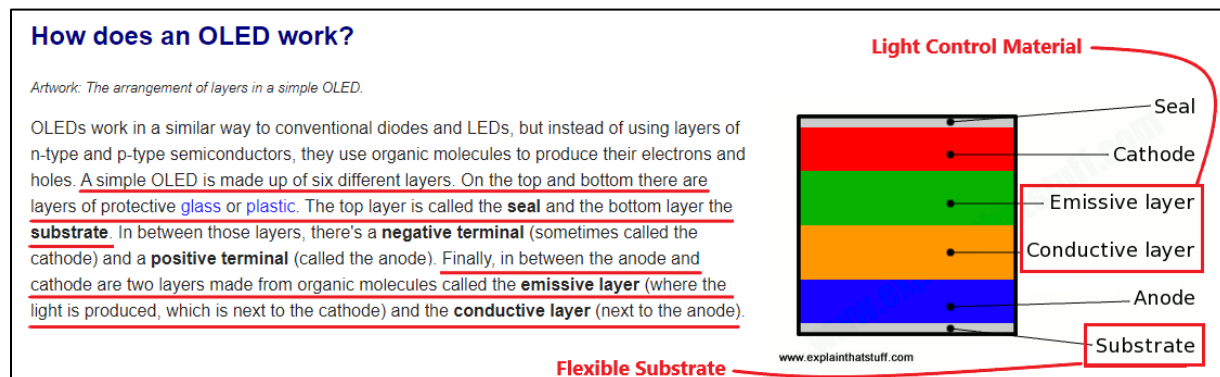 How does an OLED work?
Light Control Material
Artwork: The arrangement of layers in a simple OLED.
OLEDs work in a similar way to conventional diodes and LEDs, but instead of using layers of
n-type and p-type semiconductors, they use organic molecules to produce their electrons and
holes. A simple OLED is made up of six different layers. On the top and bottom there are
layers of protective glass or plastic. The top layer is called the seal and the bottom layer the
substrate. In between those layers, there's a negative terminal (sometimes called the
cathode) and a positive terminal (called the anode). Finally, in between the anode and
cathode are two layers made from organic molecules called the emissive layer (where the
light is produced, which is next to the cathode) and the conductive layer (next to the anode).
Seal
Cathode
Emissive layer
Conductive layer
Anode
Substrate
www.explainthatstuff.com
Flexible Substrate